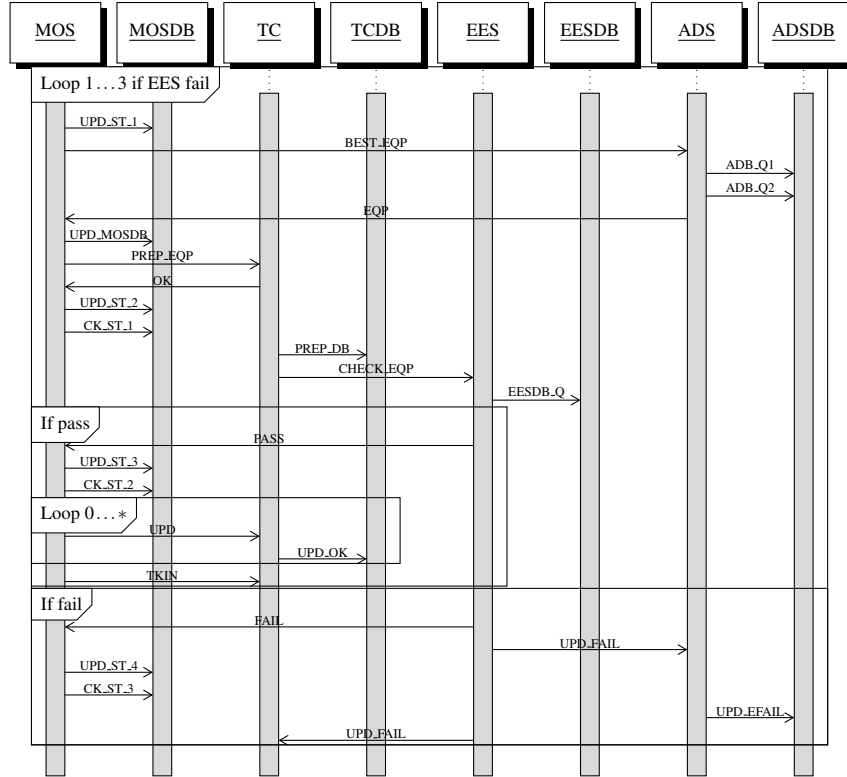 MOS MOSDB TC TCDB EES EESDB ADS ADSDB
Loop 1...3 if EES fail
UPD_ST_1
BEST_EQP
ADB_Q1
ADB_Q2
EQP
UPD_MOSDB
PREP_EQP
OK
UPD_ST_2
CK_ST_1
PREP_DB
CHECK_EQP
EESDB_Q
If pass
PASS
UPD_ST_3
CK_ST_2
Loop 0...*
UPD
UPD_OK
TKIN
If fail
FAIL
UPD_FAIL
UPD_ST_4
CK_ST_3
UPD_EFAIL
UPD_FAIL